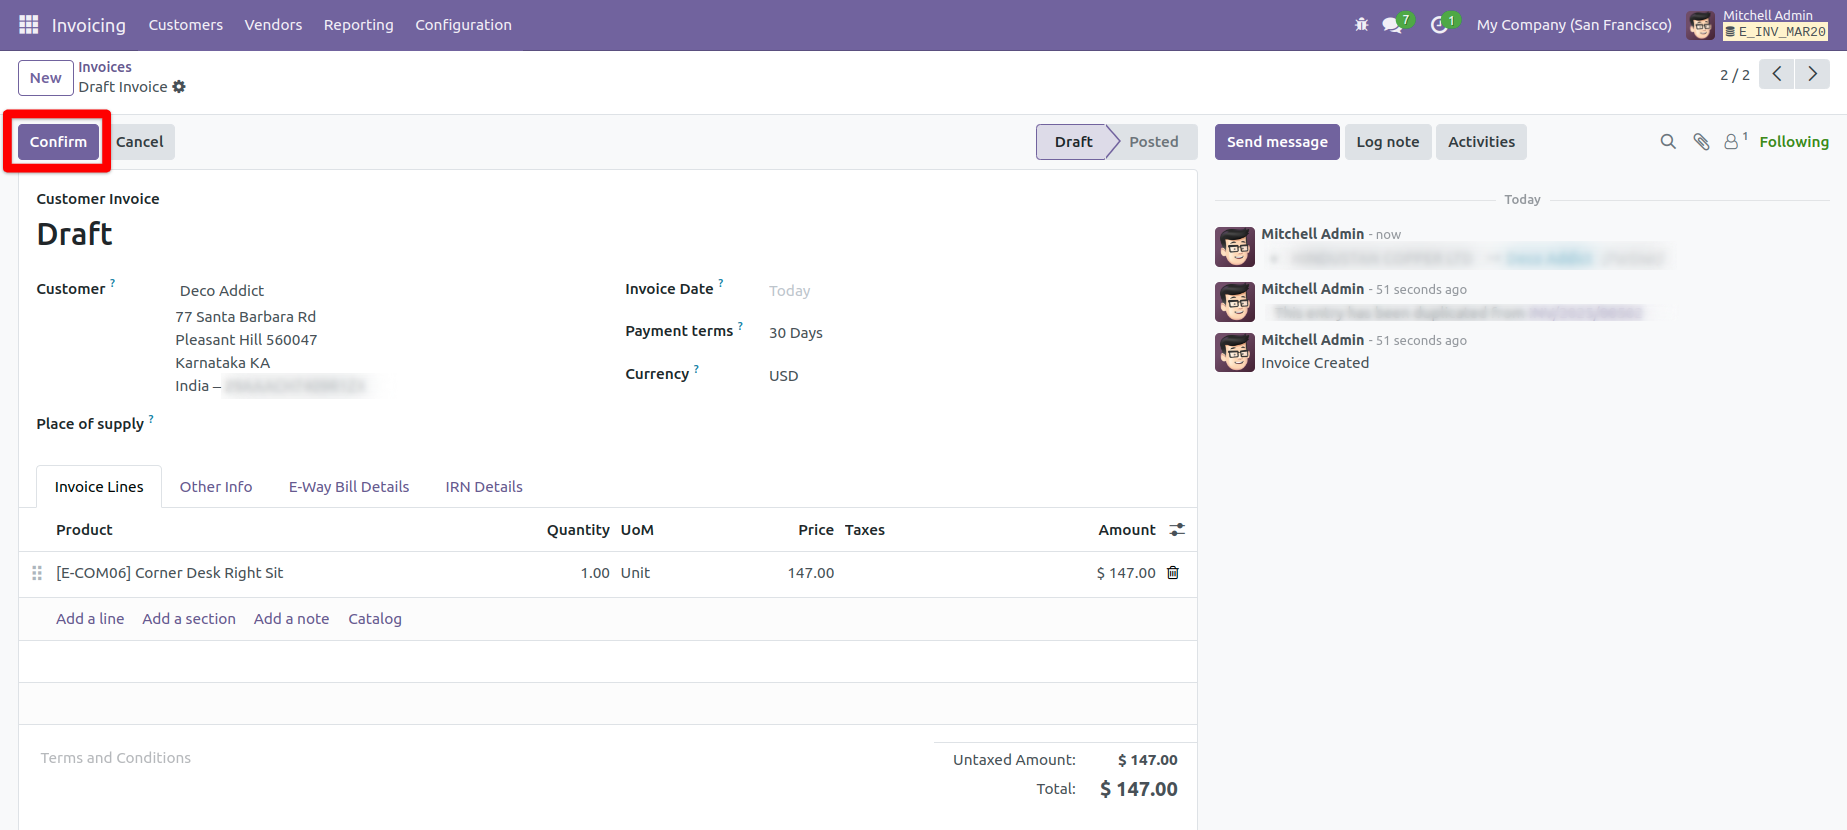 Invoicing Customers Vendors Reporting Configuration 7 1 My Company (San Francisco) Mitchell Admin
E_INV_MAR20
New Invoices
Draft Invoice 2 / 2
Confirm Cancel Draft Posted Send message Log note Activities 1 Following
Customer Invoice
Draft
Customer ? Deco Addict
77 Santa Barbara Rd
Pleasant Hill 560047
Karnataka KA
India –
Place of supply ?
Invoice Date ? Today
Payment terms ? 30 Days
Currency ? USD
Invoice Lines Other Info E-Way Bill Details IRN Details
Product Quantity UoM Price Taxes Amount
[E-COM06] Corner Desk Right Sit 1.00 Unit 147.00 $ 147.00
Add a line Add a section Add a note Catalog
Terms and Conditions
Untaxed Amount: $ 147.00
Total: $ 147.00
Today
Mitchell Admin - now
Mitchell Admin - 51 seconds ago
This entry has been duplicated from
Mitchell Admin - 51 seconds ago
Invoice Created